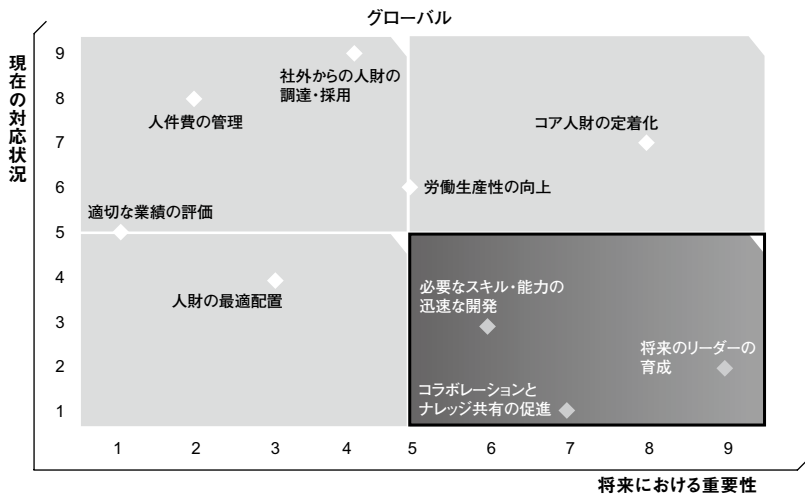 グローバル
現在の対応状況
9
8
7
6
5
4
3
2
1
社外からの人財の
調達・採用
人件費の管理
コア人財の定着化
労働生産性の向上
適切な業績の評価
人財の最適配置
必要なスキル・能力の
迅速な開発
将来のリーダーの
育成
コラボレーションと
ナレッジ共有の促進
1 2 3 4 5 6 7 8 9
将来における重要性